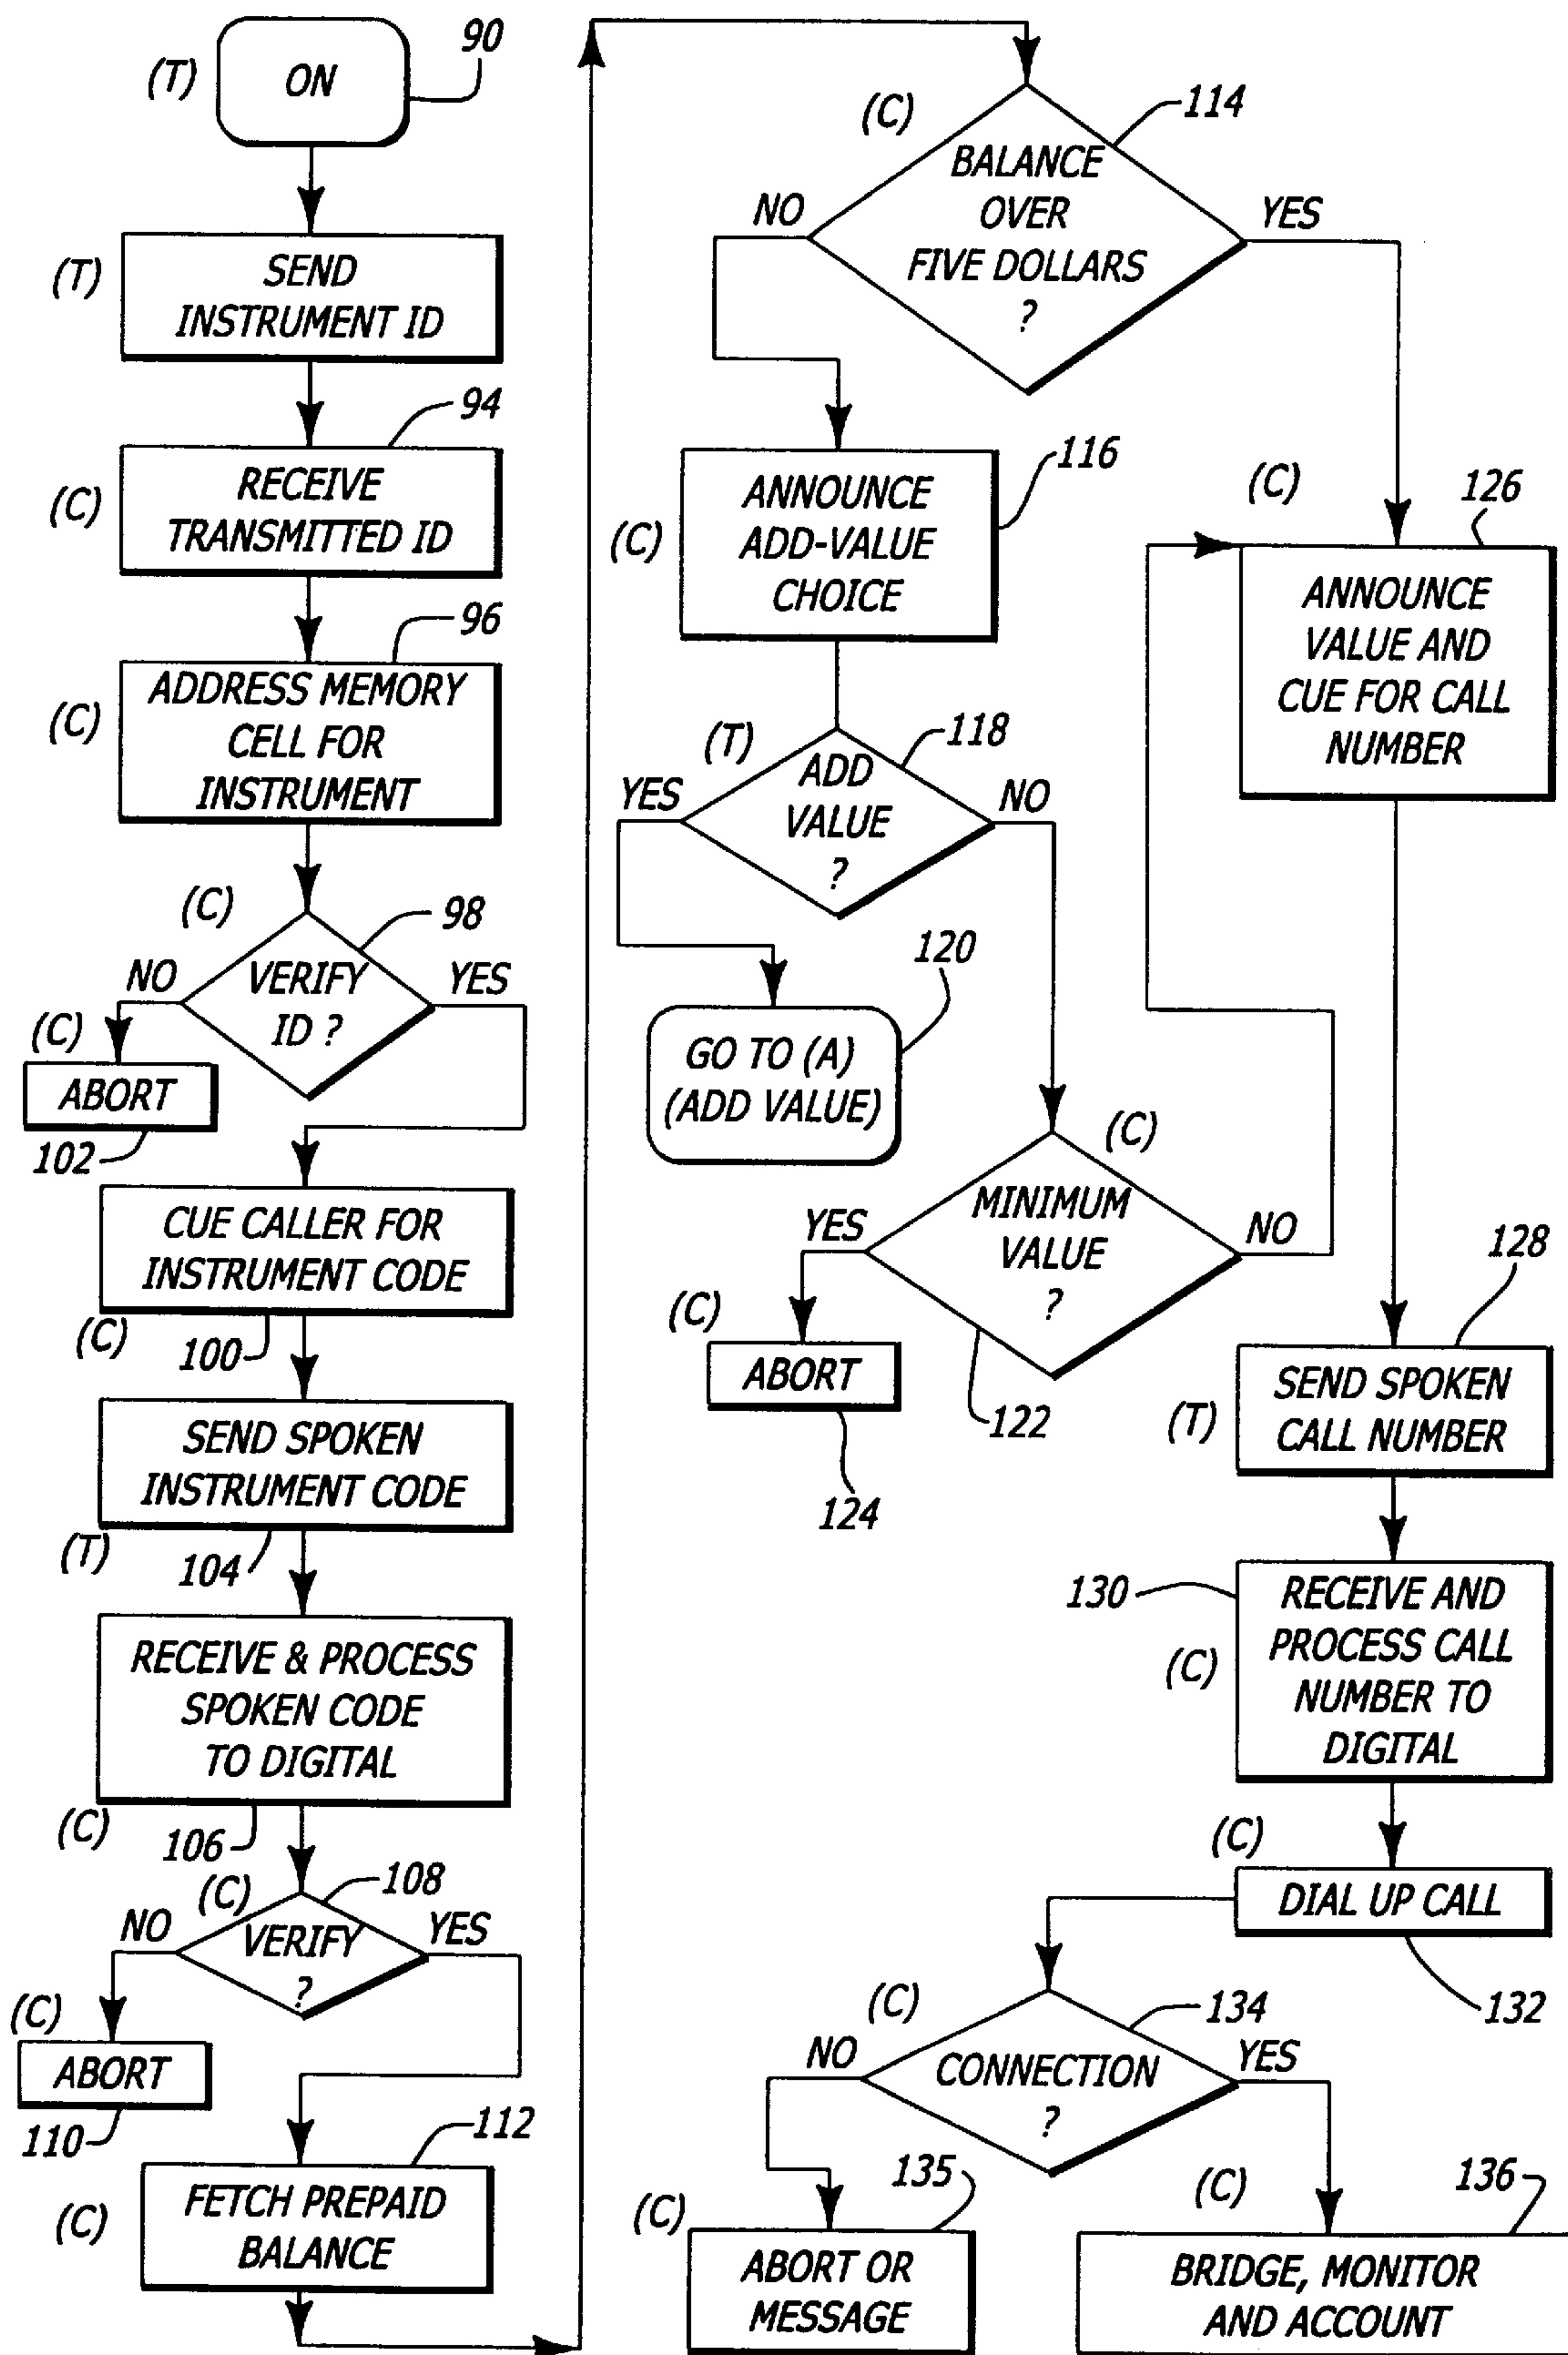 90
(T)
ON
(T)
SEND
INSTRUMENT ID
94
(C)
RECEIVE
TRANSMITTED ID
96
(C)
ADDRESS MEMORY
CELL FOR
INSTRUMENT
(C)
98
NO
VERIFY
ID ?
YES
(C)
ABORT
102
CUE CALLER FOR
INSTRUMENT CODE
(C)
100
SEND SPOKEN
INSTRUMENT CODE
(T)
104
RECEIVE & PROCESS
SPOKEN CODE
TO DIGITAL
(C)
106
(C)
108
NO
VERIFY
?
YES
(C)
ABORT
110
112
(C)
FETCH PREPAID
BALANCE
(C)
114
BALANCE
OVER
FIVE DOLLARS
?
NO
YES
116
(C)
ANNOUNCE
ADD-VALUE
CHOICE
(T)
118
YES
ADD
VALUE
?
NO
120
GO TO (A)
(ADD VALUE)
(C)
YES
MINIMUM
VALUE
?
NO
122
(C)
ABORT
124
(C)
126
ANNOUNCE
VALUE AND
CUE FOR CALL
NUMBER
128
(T)
SEND SPOKEN
CALL NUMBER
130
(C)
RECEIVE AND
PROCESS CALL
NUMBER TO
DIGITAL
(C)
DIAL UP CALL
132
(C)
134
NO
CONNECTION
?
YES
135
(C)
ABORT OR
MESSAGE
(C)
136
BRIDGE, MONITOR
AND ACCOUNT